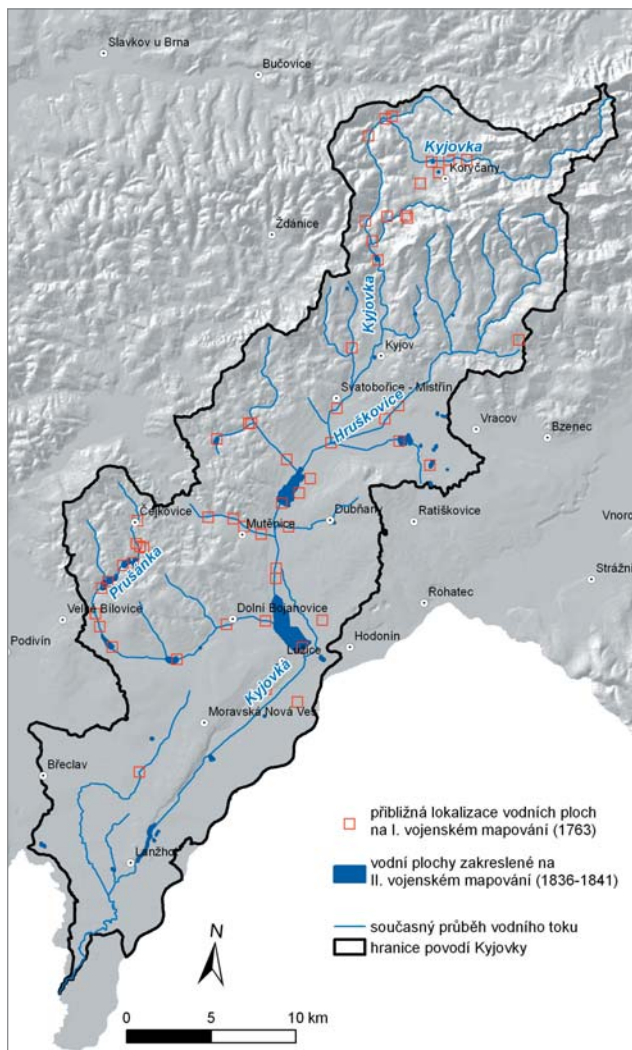 Slavkov u Brna
Bučovice
Kyjovka
Koryčany
Ždánice
Kyjovka
Kyjov
Svatobořice - Mistřín
Hruškovice
Vracov
Bzenec
Čejkovice
Mutěnice
Dubňany
Ratíškovice
Vnorov
Strážni
Prušánka
Velké Bílovice
Dolní Bojanovice
Rohatec
Podivín
Lužice
Hodonín
Kyjovka
Moravská Nová Ves
Břeclav
Lanžhot
přibližná lokalizace vodních ploch
na I. vojenském mapování (1763)
vodní plochy zakreslené na
II. vojenském mapování (1836-1841)
současný průběh vodního toku
hranice povodí Kyjovky
N
0 5 10 km